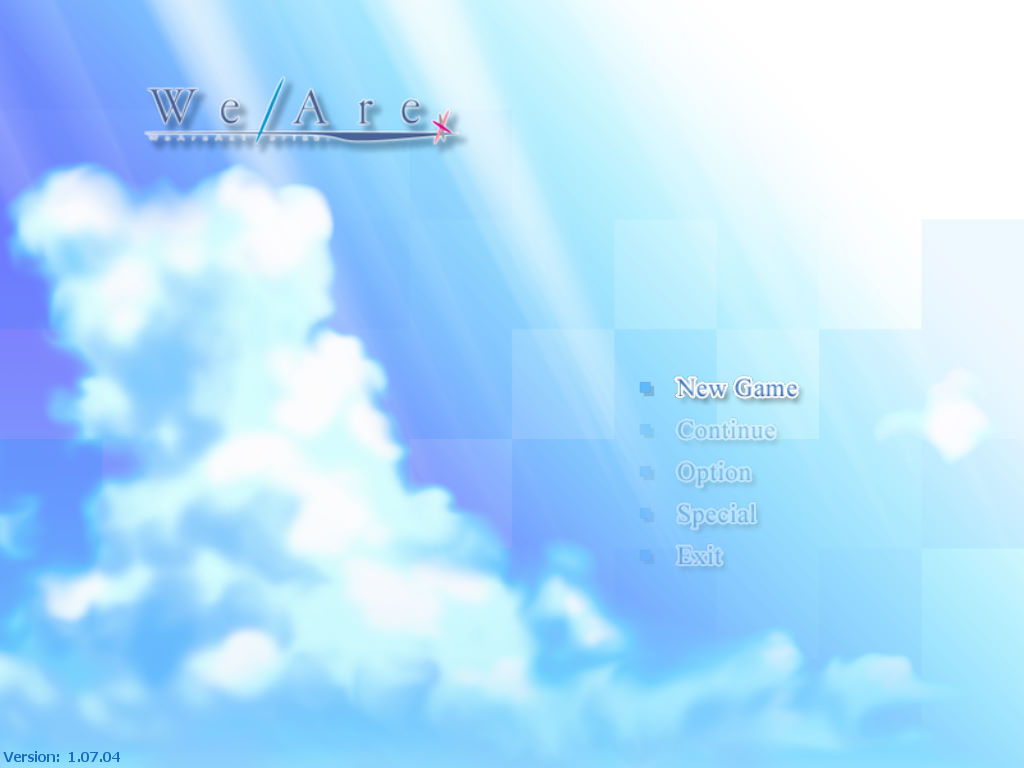 We/Are*
New Game
Continue
Option
Special
Exit
Version: 1.07.04